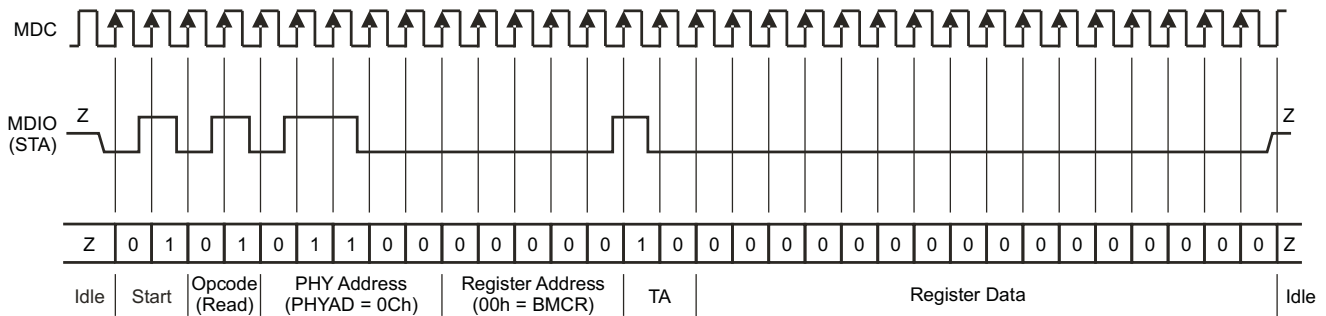 MDC
Z
Z
MDIO
(STA)
Z 0 1 0 1 0 1 1 0 0 0 0 0 0 0 1 0 0 0 0 0 0 0 0 0 0 0 0 0 0 0 0 0 Z
Idle Start Opcode (Read) PHY Address (PHYAD = 0Ch) Register Address (00h = BMCR) TA Register Data Idle